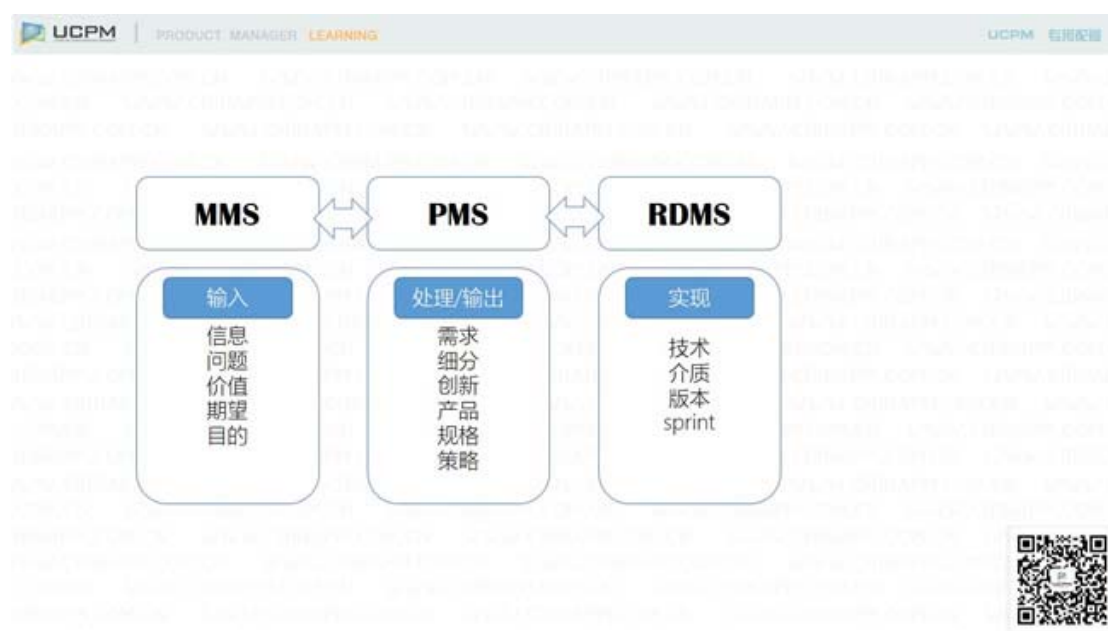 UCPM
PRODUCT MANAGER LEARNING
UCPM
MMS
PMS
RDMS
输入
信息
问题
价值
期望
目的
处理/输出
需求
细分
创新
产品
规格
策略
实现
技术
介质
版本
sprint